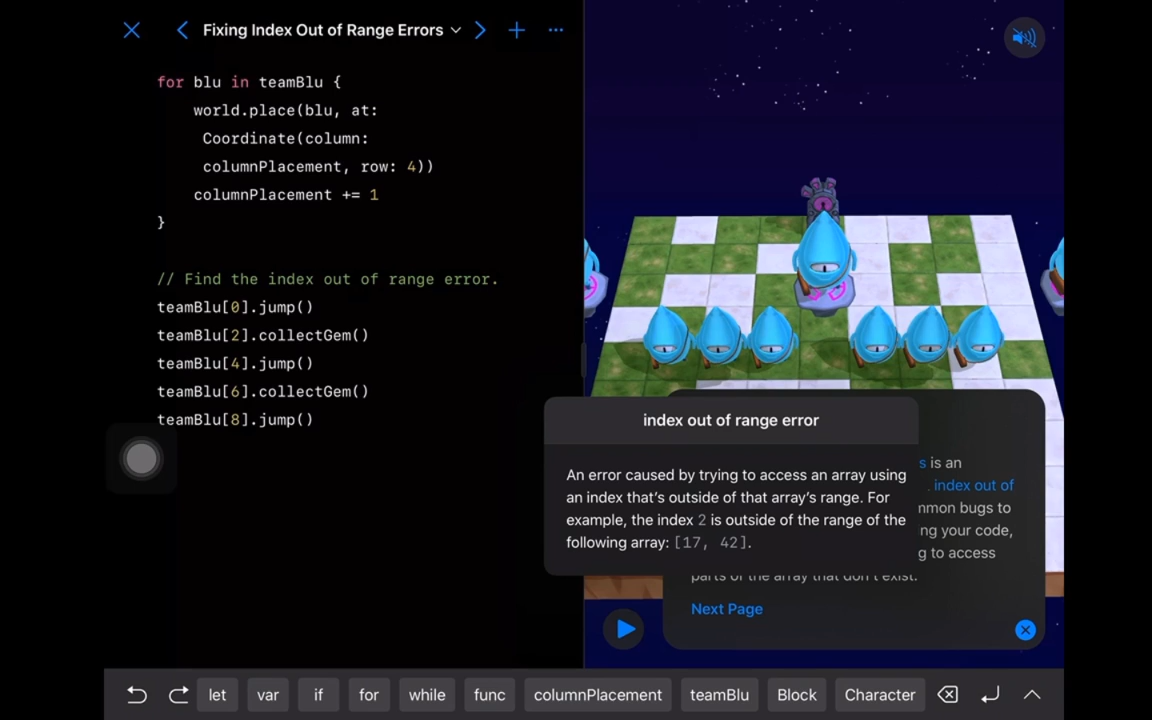 Fixing Index Out of Range Errors
for blu in teamBlu {
world.place(blu, at:
Coordinate(column:
columnPlacement, row: 4))
columnPlacement += 1
}
// Find the index out of range error.
teamBlu[0].jump()
teamBlu[2].collectGem()
teamBlu[4].jump()
teamBlu[6].collectGem()
teamBlu[8].jump()
index out of range error
An error caused by trying to access an array using
an index that's outside of that array's range. For
example, the index 2 is outside of the range of the
following array: [17, 42].
is an
index out of
bugs to
your code,
to access
parts of the array that don't exist.
Next Page
let var if for while func columnPlacement teamBlu Block Character